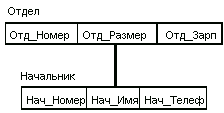 Отдел
Отд_Номер Отд_Размер Отд_Зарп
Начальник
Нач_Номер Нач_Имя Нач_Телеф